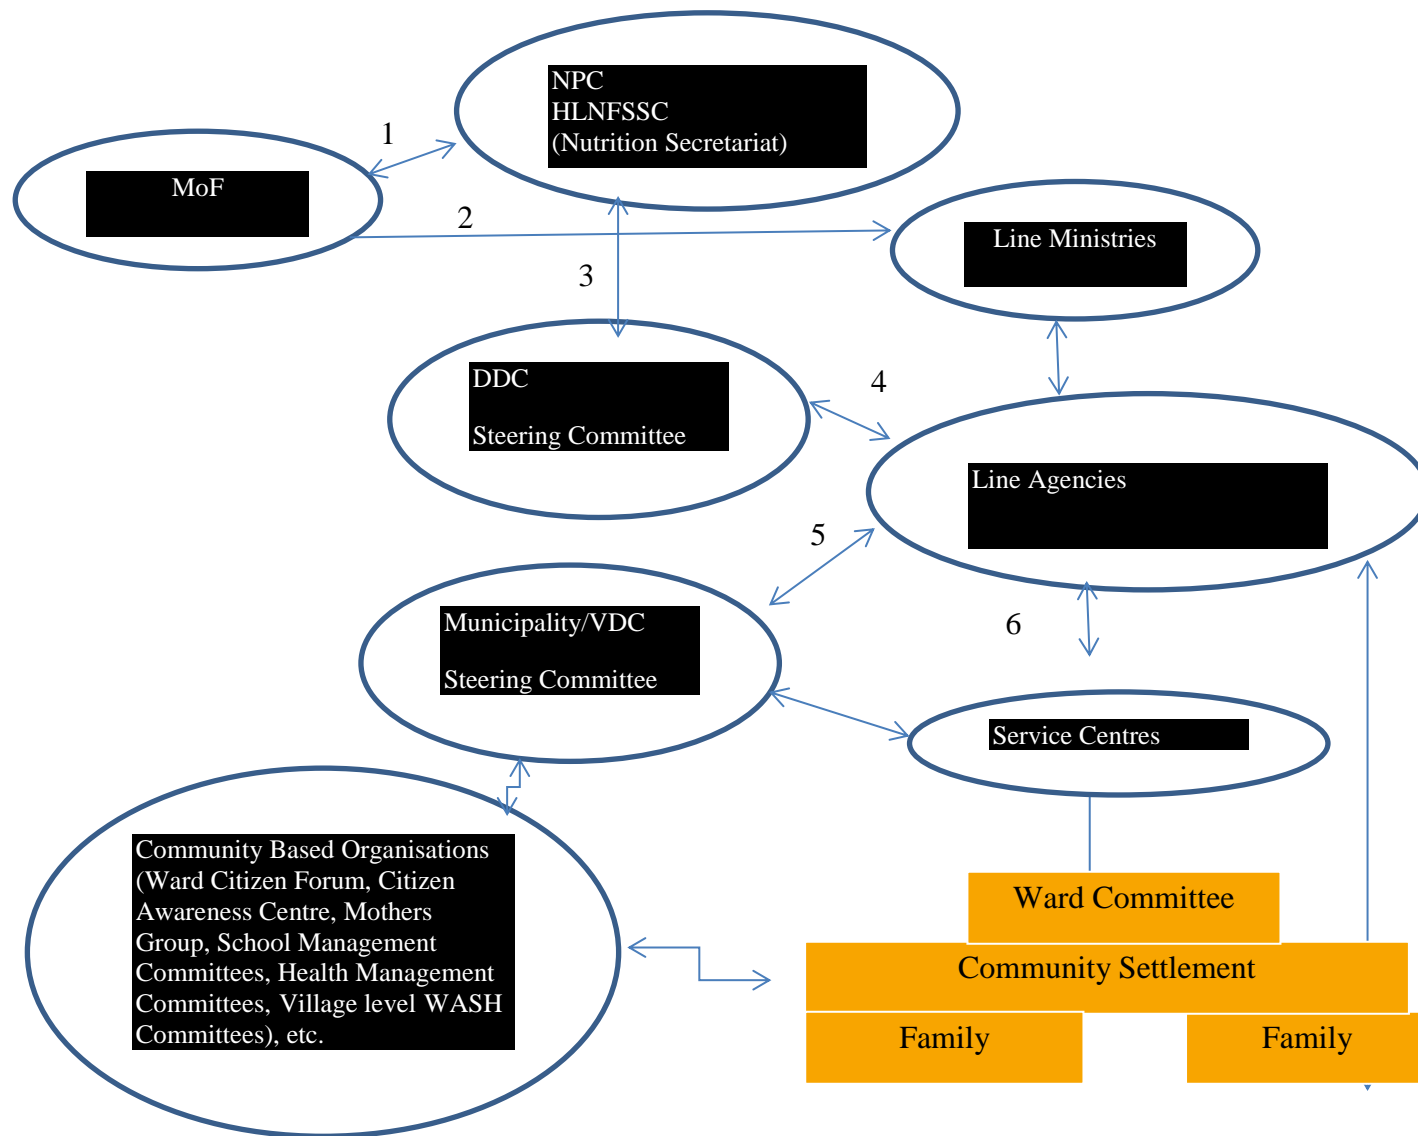 NPC
HLNFSSC
(Nutrition Secretariat)
1
MoF
2
Line Ministries
3
DDC
Steering Committee
4
Line Agencies
5
Municipality/VDC
Steering Committee
6
Service Centres
Community Based Organisations
(Ward Citizen Forum, Citizen
Awareness Centre, Mothers
Group, School Management
Committees, Health Management
Committees, Village level WASH
Committees), etc.
Ward Committee
Community Settlement
Family
Family